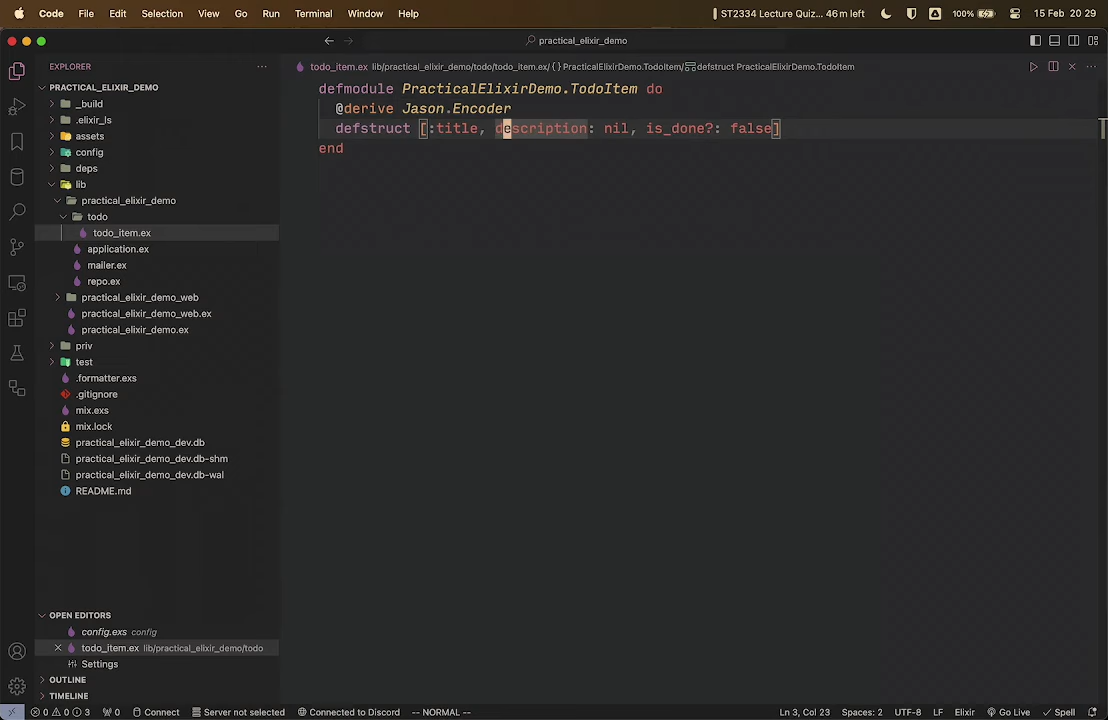 Code File Edit Selection View Go Run Terminal Window Help ST2334 Lecture Quiz... 46 m left 100% 15 Feb 20 29
practical_elixir_demo
EXPLORER
todo_item.ex lib/practical_elixir_demo/todo/todo_item.ex/{} PracticalElixirDemo.TodoItem/defstruct PracticalElixirDemo.TodoItem
PRACTICAL_ELIXIR_DEMO
_build
.elixir_ls
assets
config
deps
lib
practical_elixir_demo
todo
todo_item.ex
application.ex
mailer.ex
repo.ex
practical_elixir_demo_web
practical_elixir_demo_web.ex
practical_elixir_demo.ex
priv
test
.formatter.exs
.gitignore
mix.exs
mix.lock
practical_elixir_demo_dev.db
practical_elixir_demo_dev.db-shm
practical_elixir_demo_dev.db-wal
README.md
defmodule PracticalElixirDemo.TodoItem do
@derive Jason.Encoder
defstruct [:title, description: nil, is_done?: false]
end
OPEN EDITORS
config.exs config
todo_item.ex lib/practical_elixir_demo/todo
Settings
OUTLINE
TIMELINE
0 0 3 0 Connect Server not selected Connected to Discord -- NORMAL -- Ln 3, Col 23 Spaces: 2 UTF-8 LF Elixir Go Live Spell